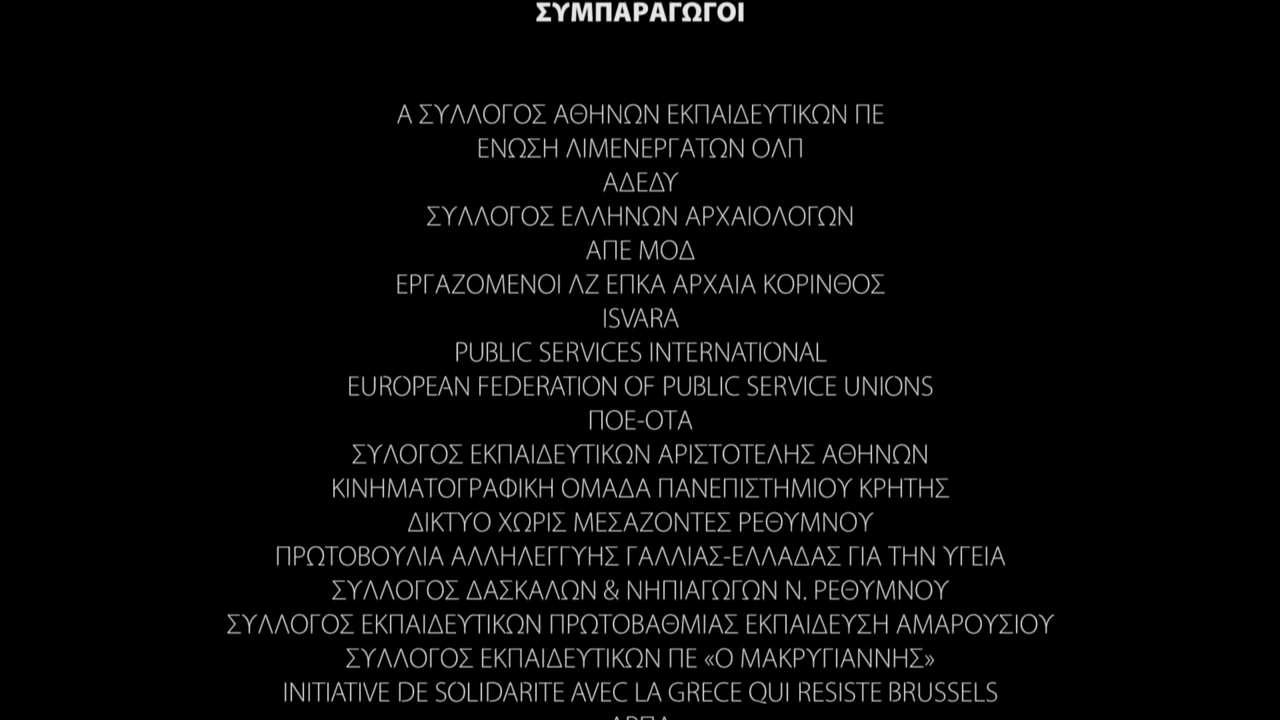 ΣΥΜΠΑΡΑΓΩΓΟΙ
Α ΣΥΛΛΟΓΟΣ ΑΘΗΝΩΝ ΕΚΠΑΙΔΕΥΤΙΚΩΝ ΠΕ
ΕΝΩΣΗ ΛΙΜΕΝΕΡΓΑΤΩΝ ΟΛΠ
ΑΔΕΔΥ
ΣΥΛΛΟΓΟΣ ΕΛΛΗΝΩΝ ΑΡΧΑΙΟΛΟΓΩΝ
ΑΠΕ ΜΟΔ
ΕΡΓΑΖΟΜΕΝΟΙ ΛΖ ΕΠΚΑ ΑΡΧΑΙΑ ΚΟΡΙΝΘΟΣ
ISVARA
PUBLIC SERVICES INTERNATIONAL
EUROPEAN FEDERATION OF PUBLIC SERVICE UNIONS
ΠΟΕ-ΟΤΑ
ΣΥΛΟΓΟΣ ΕΚΠΑΙΔΕΥΤΙΚΩΝ ΑΡΙΣΤΟΤΕΛΗΣ ΑΘΗΝΩΝ
ΚΙΝΗΜΑΤΟΓΡΑΦΙΚΗ ΟΜΑΔΑ ΠΑΝΕΠΙΣΤΗΜΙΟΥ ΚΡΗΤΗΣ
ΔΙΚΤΥΟ ΧΩΡΙΣ ΜΕΣΑΖΟΝΤΕΣ ΡΕΘΥΜΝΟΥ
ΠΡΩΤΟΒΟΥΛΙΑ ΑΛΛΗΛΕΓΓΥΗΣ ΓΑΛΛΙΑΣ-ΕΛΛΑΔΑΣ ΓΙΑ ΤΗΝ ΥΓΕΙΑ
ΣΥΛΛΟΓΟΣ ΔΑΣΚΑΛΩΝ & ΝΗΠΙΑΓΩΓΩΝ Ν. ΡΕΘΥΜΝΟΥ
ΣΥΛΛΟΓΟΣ ΕΚΠΑΙΔΕΥΤΙΚΩΝ ΠΡΩΤΟΒΑΘΜΙΑΣ ΕΚΠΑΙΔΕΥΣΗ ΑΜΑΡΟΥΣΙΟΥ
ΣΥΛΛΟΓΟΣ ΕΚΠΑΙΔΕΥΤΙΚΩΝ ΠΕ «Ο ΜΑΚΡΥΓΙΑΝΝΗΣ»
INITIATIVE DE SOLIDARITE AVEC LA GRECE QUI RESISTE BRUSSELS